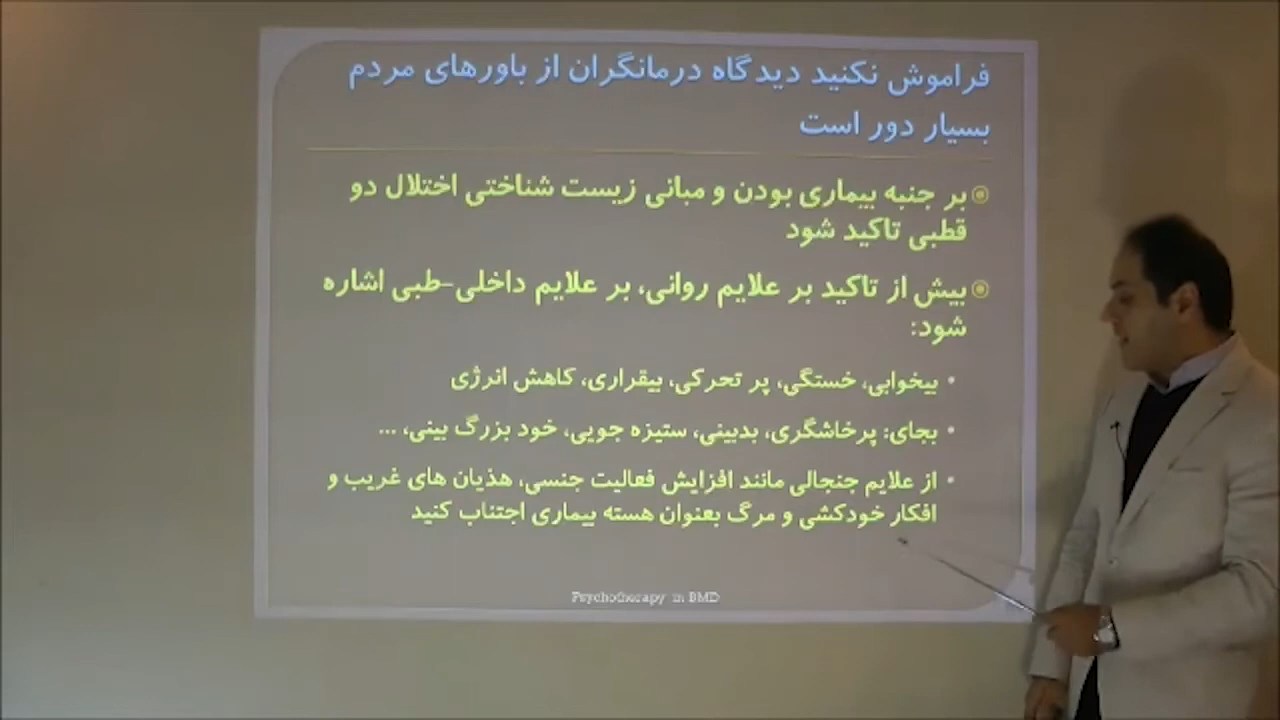 فراموش نکنید دیدگاه درمانگران از باورهای مردم
بسیار دور است
بر جنبه بیماری بودن و مبانی زیست شناختی اختلال دو
قطبی تاکید شود
بیش از تاکید بر علایم روانی، بر علایم داخلی-طبی اشاره
شود:
• بیخوابی، خستگی، پر تحرکی، بیقراری، کاهش انرژی
• بجای: پرخاشگری، بدبینی، ستیزه جویی، خود بزرگ بینی، ...
• از علایم جنجالی مانند افزایش فعالیت جنسی، هذیان های غریب و
افکار خودکشی و مرگ بعنوان هسته بیماری اجتناب کنید
Psychotherapy in BMD